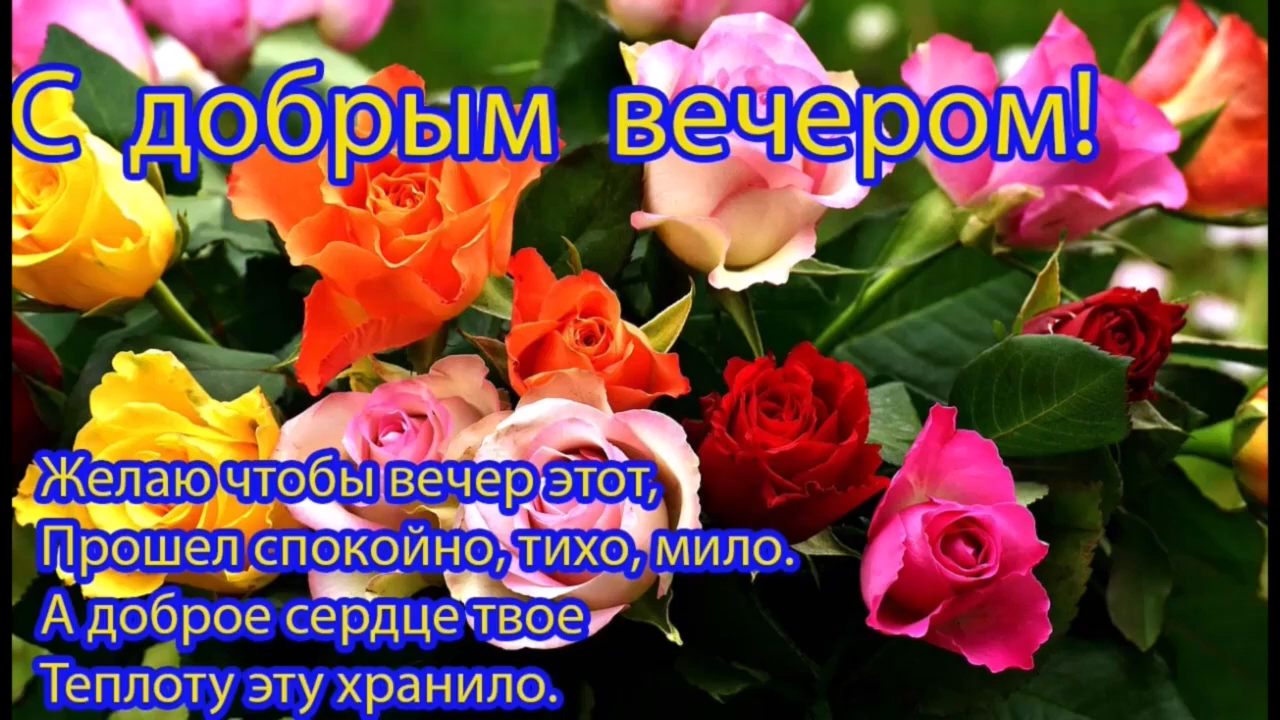 С добрым вечером!
Желаю чтобы вечер этот,
Прошел спокойно, тихо, мило.
А доброе сердце твое
Теплоту эту хранило.